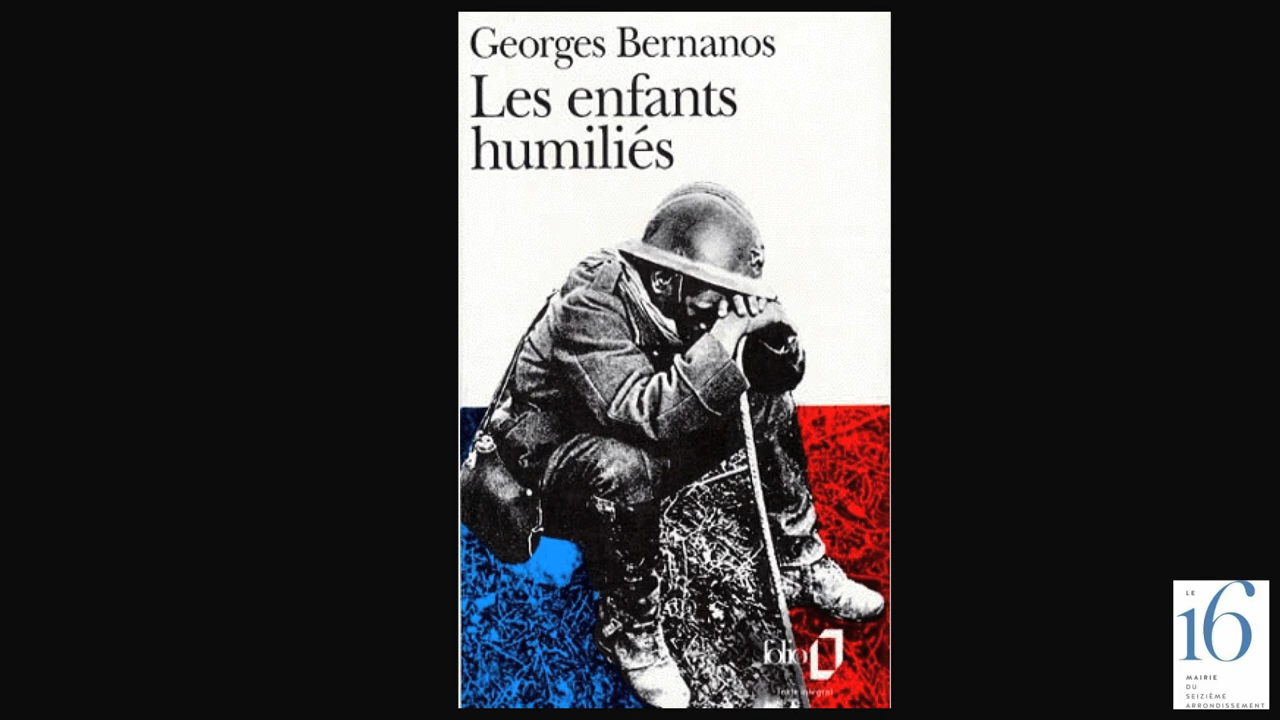 Georges Bernanos
Les enfants
humiliés
folio
Texte intégral
LE
16
MAIRIE
DU
SEIZIÈME
ARRONDISSEMENT